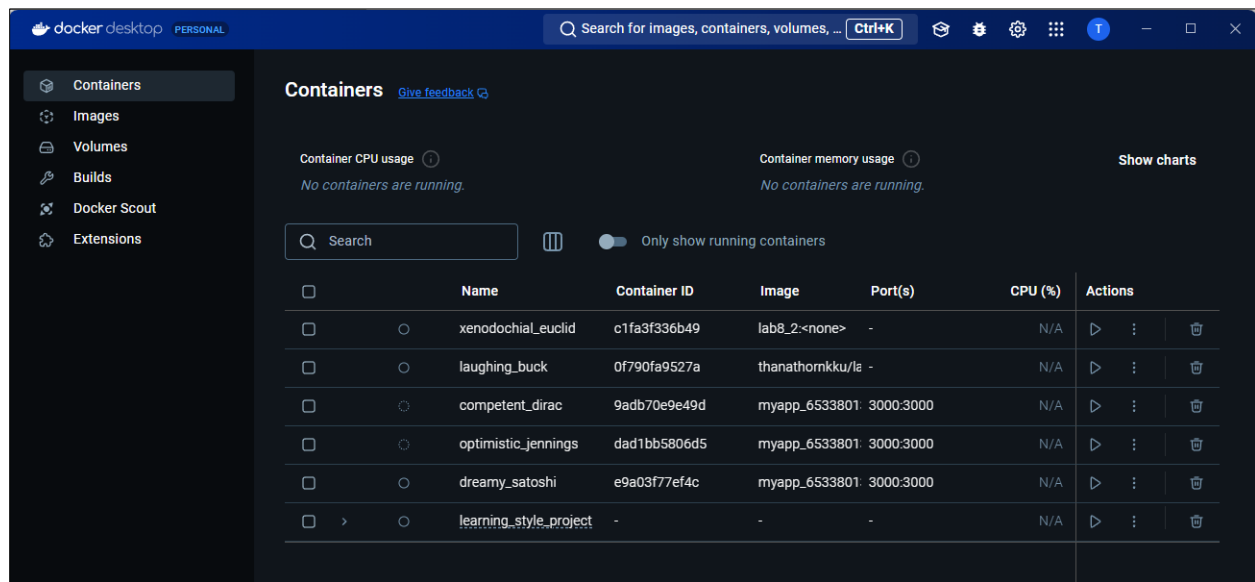 docker desktop PERSONAL
Search for images, containers, volumes, ... Ctrl+K
T
Containers
Images
Volumes
Builds
Docker Scout
Extensions
Containers Give feedback
Container CPU usage
No containers are running.
Container memory usage
No containers are running.
Show charts
Search
Only show running containers
Name Container ID Image Port(s) CPU (%) Actions
xenodochial_euclid c1fa3f336b49 lab8_2:<none> - N/A
laughing_buck 0f790fa9527a thanathornkku/la - N/A
competent_dirac 9adb70e9e49d myapp_6533801: 3000:3000 N/A
optimistic_jennings dad1bb5806d5 myapp_6533801: 3000:3000 N/A
dreamy_satoshi e9a03f77ef4c myapp_6533801: 3000:3000 N/A
learning_style_project - - - N/A